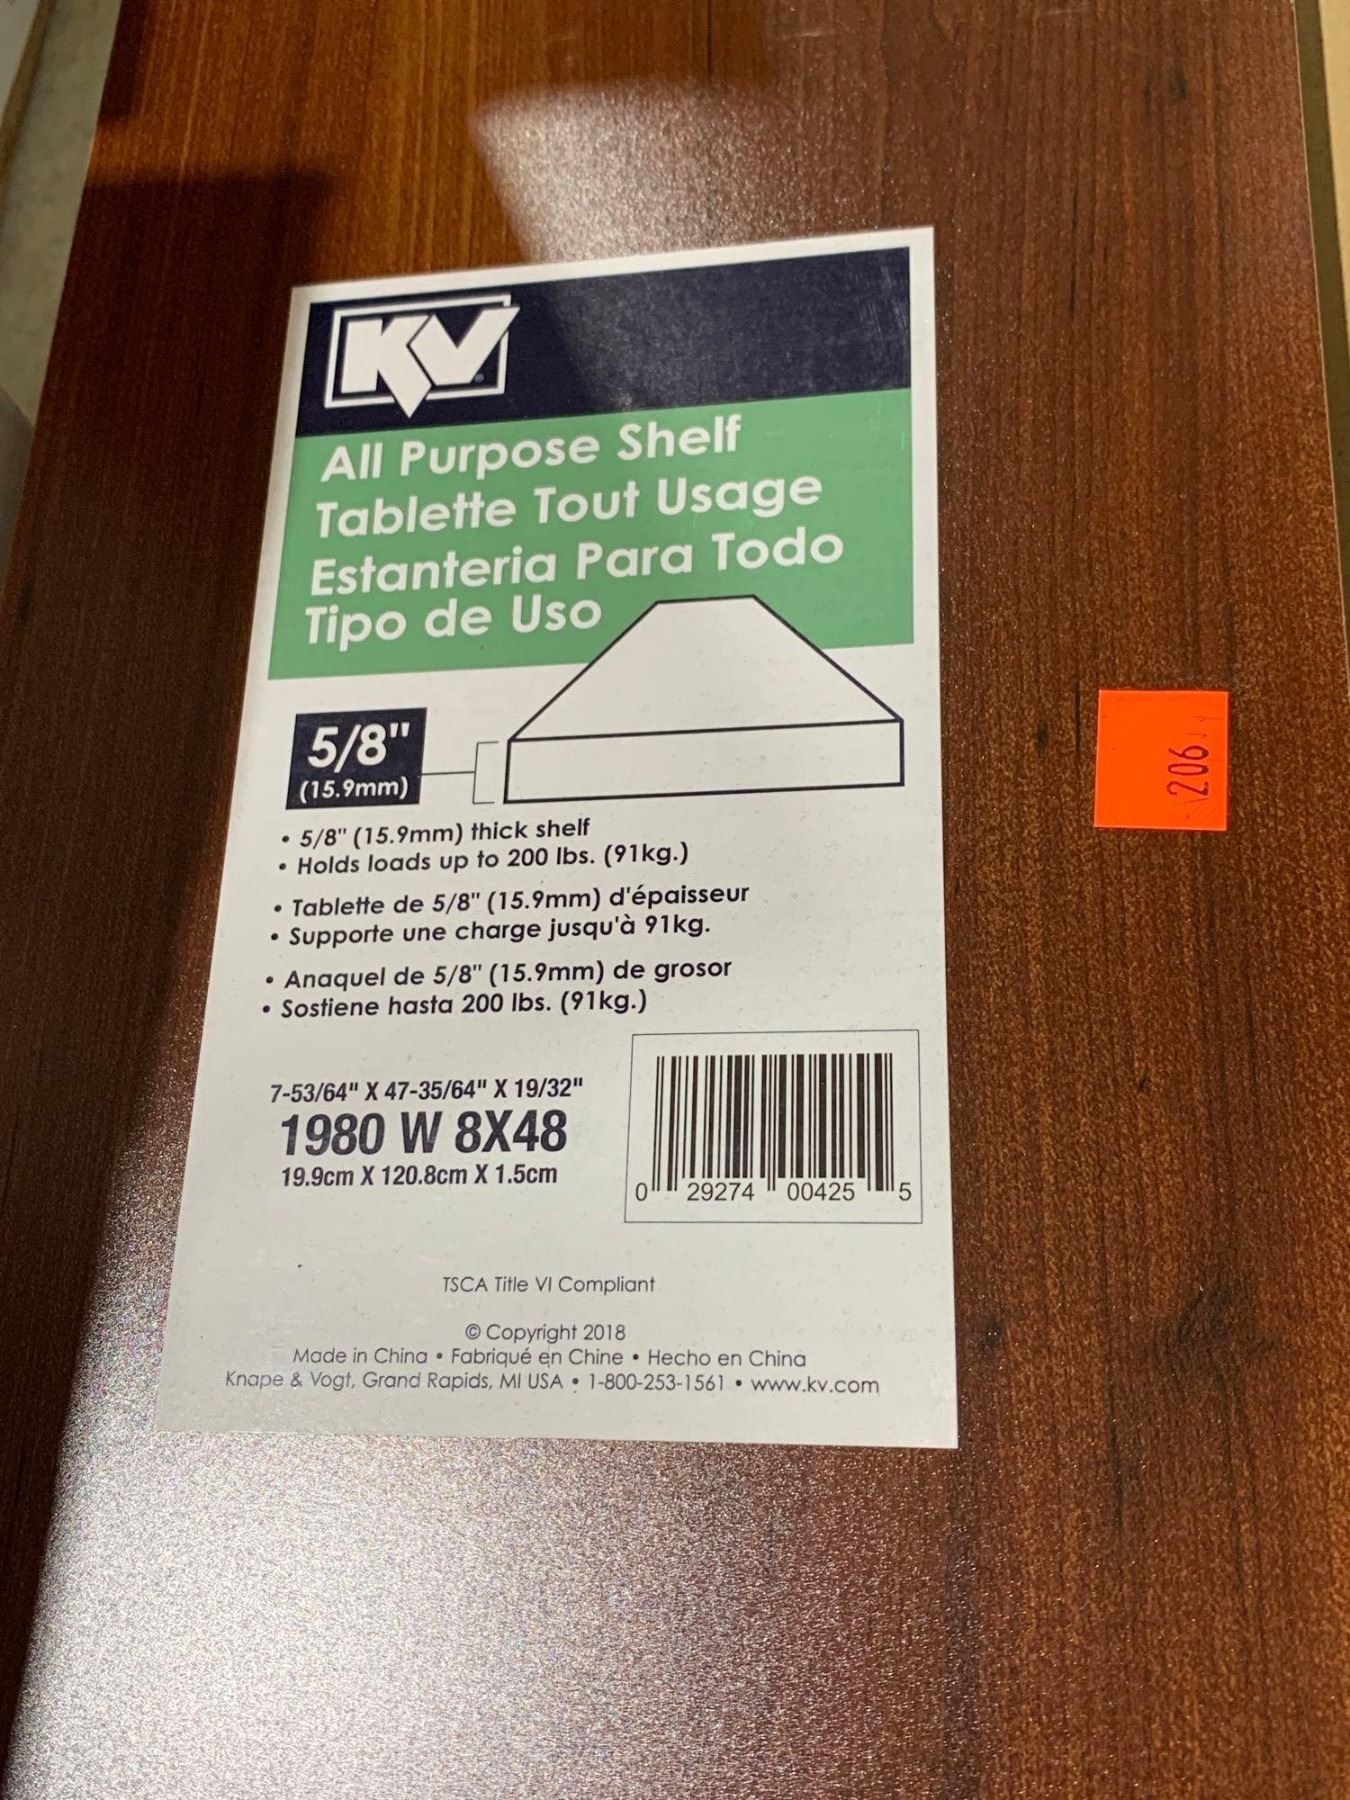 KV
All Purpose Shelf
Tablette Tout Usage
Estanteria Para Todo
Tipo de Uso
5/8"
(15.9mm)
• 5/8" (15.9mm) thick shelf
• Holds loads up to 200 lbs. (91kg.)
• Tablette de 5/8" (15.9mm) d'épaisseur
• Supporte une charge jusqu'à 91kg.
• Anaquel de 5/8" (15.9mm) de grosor
• Sostiene hasta 200 lbs. (91kg.)
7-53/64" X 47-35/64" X 19/32"
1980 W 8X48
19.9cm X 120.8cm X 1.5cm
0 29274 00425 5
TSCA Title VI Compliant
© Copyright 2018
Made in China • Fabriqué en Chine • Hecho en China
Knape & Vogt, Grand Rapids, MI USA • 1-800-253-1561 • www.kv.com
206